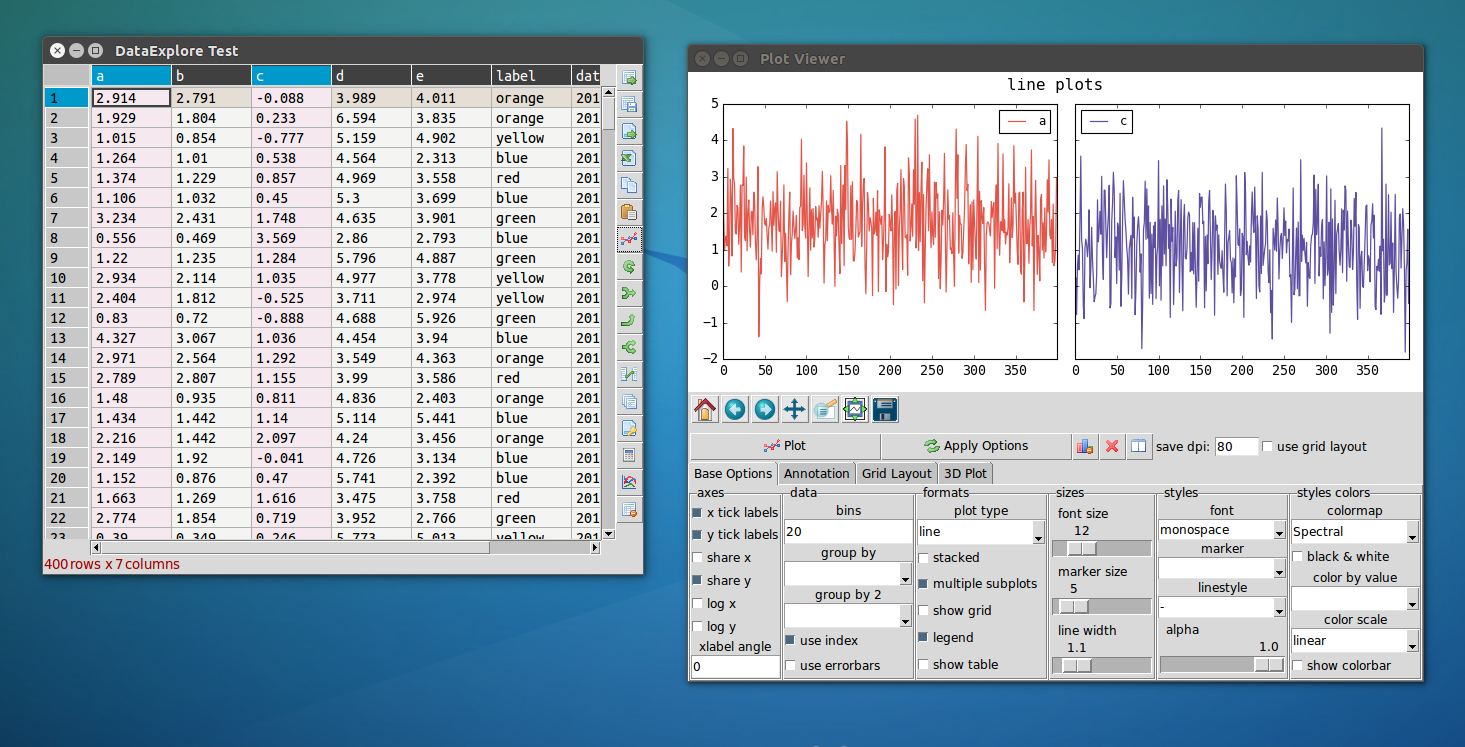 DataExplore Test
a b c d e label dat
1 2.914 2.791 -0.088 3.989 4.011 orange 201
2 1.929 1.804 0.233 6.594 3.835 orange 201
3 1.015 0.854 -0.777 5.159 4.902 yellow 201
4 1.264 1.01 0.538 4.564 2.313 blue 201
5 1.374 1.229 0.857 4.969 3.558 red 201
6 1.106 1.032 0.45 5.3 3.699 blue 201
7 3.234 2.431 1.748 4.635 3.901 green 201
8 0.556 0.469 3.569 2.86 2.793 blue 201
9 1.22 1.235 1.284 5.796 4.887 green 201
10 2.934 2.114 1.035 4.977 3.778 yellow 201
11 2.404 1.812 -0.525 3.711 2.974 yellow 201
12 0.83 0.72 -0.888 4.688 5.926 green 201
13 4.327 3.067 1.036 4.454 3.94 blue 201
14 2.971 2.564 1.292 3.549 4.363 orange 201
15 2.789 2.807 1.155 3.99 3.586 red 201
16 1.48 0.935 0.811 4.836 2.403 orange 201
17 1.434 1.442 1.14 5.114 5.441 blue 201
18 2.216 1.442 2.097 4.24 3.456 orange 201
19 2.149 1.92 -0.041 4.726 3.134 blue 201
20 1.152 0.876 0.47 5.741 2.392 blue 201
21 1.663 1.269 1.616 3.475 3.758 red 201
22 2.774 1.854 0.719 3.952 2.766 green 201
23 0.39 0.349 0.246 5.773 5.013 yellow 201
400 rows x 7 columns
Plot Viewer
line plots
5
4
3
2
1
0
−1
−2
a
c
0 50 100 150 200 250 300 350
0 50 100 150 200 250 300 350
Plot Apply Options save dpi: 80 use grid layout
Base Options Annotation Grid Layout 3D Plot
axes
x tick labels
y tick labels
share x
share y
log x
log y
xlabel angle
0
data
bins
20
group by
group by 2
use index
use errorbars
formats
plot type
line
stacked
multiple subplots
show grid
legend
show table
sizes
font size
12
marker size
5
line width
1.1
styles
font
monospace
marker
linestyle
-
alpha
1.0
styles colors
colormap
Spectral
black & white
color by value
color scale
linear
show colorbar